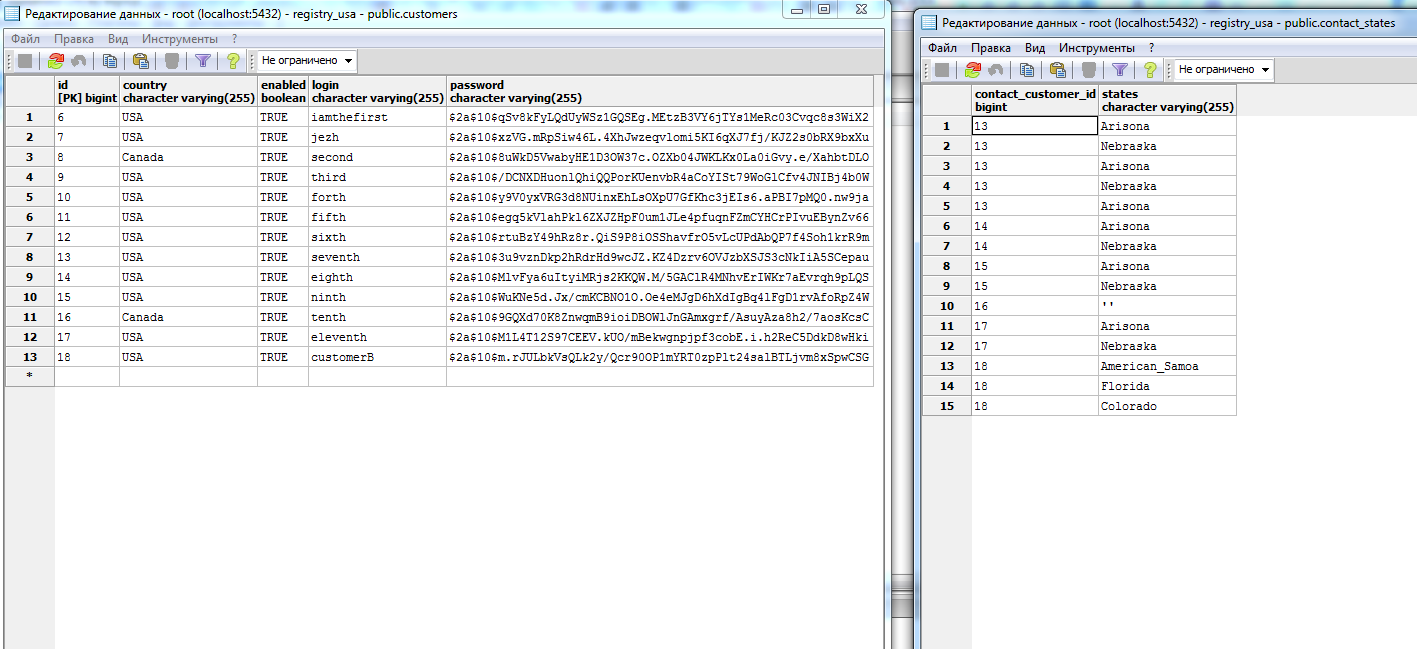 Редактирование данных - root (localhost:5432) - registry_usa - public.customers
Файл Правка Вид Инструменты ?
Не ограничено
id country enabled login password
[PK] bigint character varying(255) boolean character varying(255) character varying(255)
1 6 USA TRUE iamthefirst $2a$10$qSv8kFyLQdUyWSz1GQSEg.MEtzB3VY6jTYs1MeRc03Cvqc8s3WiX2
2 7 USA TRUE jezh $2a$10$xzVG.mRpSiw46L.4XhJwzeqvlomi5KI6qXJ7fj/KJZ2s0bRX9bxXu
3 8 Canada TRUE second $2a$10$8uWkD5VwabyHE1D3OW37c.OZXb04JWKLKx0La0iGvy.e/XahbtDLO
4 9 USA TRUE third $2a$10$/DCNXDHuonlQhiQQPorKUenvbR4aCoYISt79WoGlCfv4JNIBj4b0W
5 10 USA TRUE forth $2a$10$y9V0yxVRG3d8NUinxEhLsOXpU7GfKhc3jEIs6.aPBI7pMQ0.nw9ja
6 11 USA TRUE fifth $2a$10$egq5kVlahPkl6ZXJZHpF0um1JLe4pfuqnFZmCYHCrPIvuEBynZv66
7 12 USA TRUE sixth $2a$10$rtuBzY49hRz8r.QiS9P8iOSShavfrO5vLcUPdAbQP7f4Soh1krR9m
8 13 USA TRUE seventh $2a$10$3u9vznDkp2hRdrHd9wcJZ.KZ4Dzrv6OVJzbXSJS3cNkIiA5SCepau
9 14 USA TRUE eighth $2a$10$MlvFya6uItyiMRjs2KKQW.M/5GAClR4MNhvErIWKr7aEvrqh9pLQS
10 15 USA TRUE ninth $2a$10$WuKNe5d.Jx/cmKCBNO1O.Oe4eMJgD6hXdIgBq4lFgD1rvAfoRpZ4W
11 16 Canada TRUE tenth $2a$10$9GQXd70K8ZnwqmB9ioiDBOWlJnGAmxgrf/AsuyAza8h2/7aosKcsC
12 17 USA TRUE eleventh $2a$10$M1L4T12S97CEEV.kUO/mBekwgnpjpf3cobE.i.h2ReC5DdkD8wHki
13 18 USA TRUE customerB $2a$10$m.rJULbkVsQLk2y/Qcr90OP1mYRT0zpPlt24salBTLjvm8xSpwCSG
*
Редактирование данных - root (localhost:5432) - registry_usa - public.contact_states
Файл Правка Вид Инструменты ?
Не ограничено
contact_customer_id states
bigint character varying(255)
1 13 Arisona
2 13 Nebraska
3 13 Arisona
4 13 Nebraska
5 13 Arisona
6 14 Arisona
7 14 Nebraska
8 15 Arisona
9 15 Nebraska
10 16 ''
11 17 Arisona
12 17 Nebraska
13 18 American_Samoa
14 18 Florida
15 18 Colorado